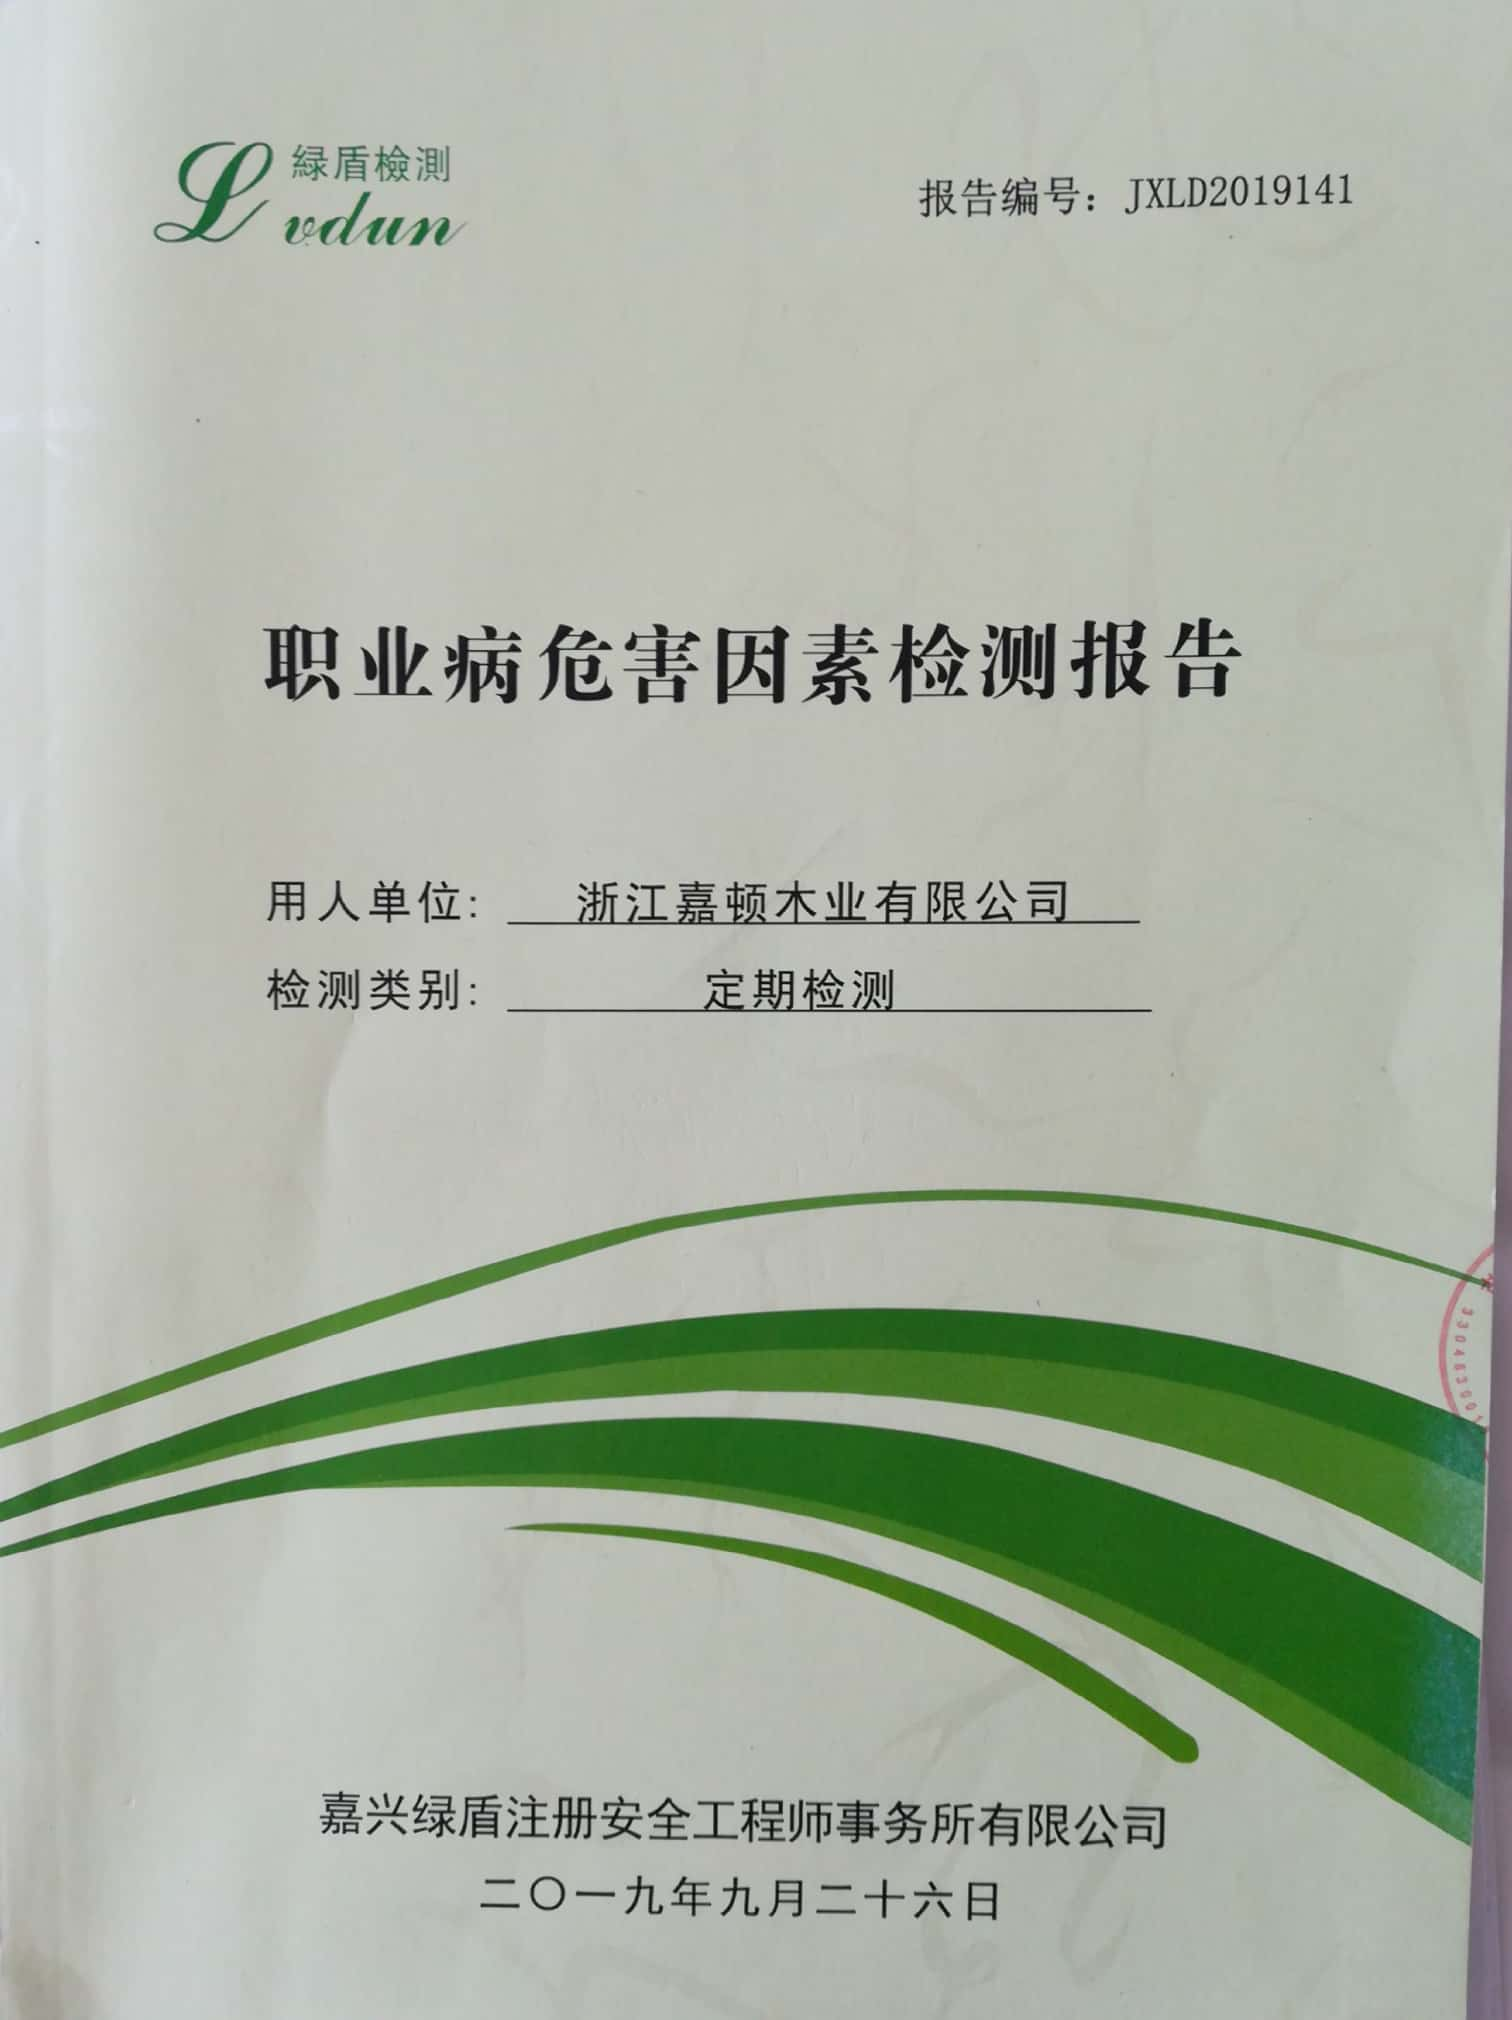 緑盾檢測
Lvdun
报告编号：JXLD2019141
职业病危害因素检测报告
用人单位: 浙江嘉顿木业有限公司
检测类别: 定期检测
嘉兴绿盾注册安全工程师事务所有限公司
二〇一九年九月二十六日